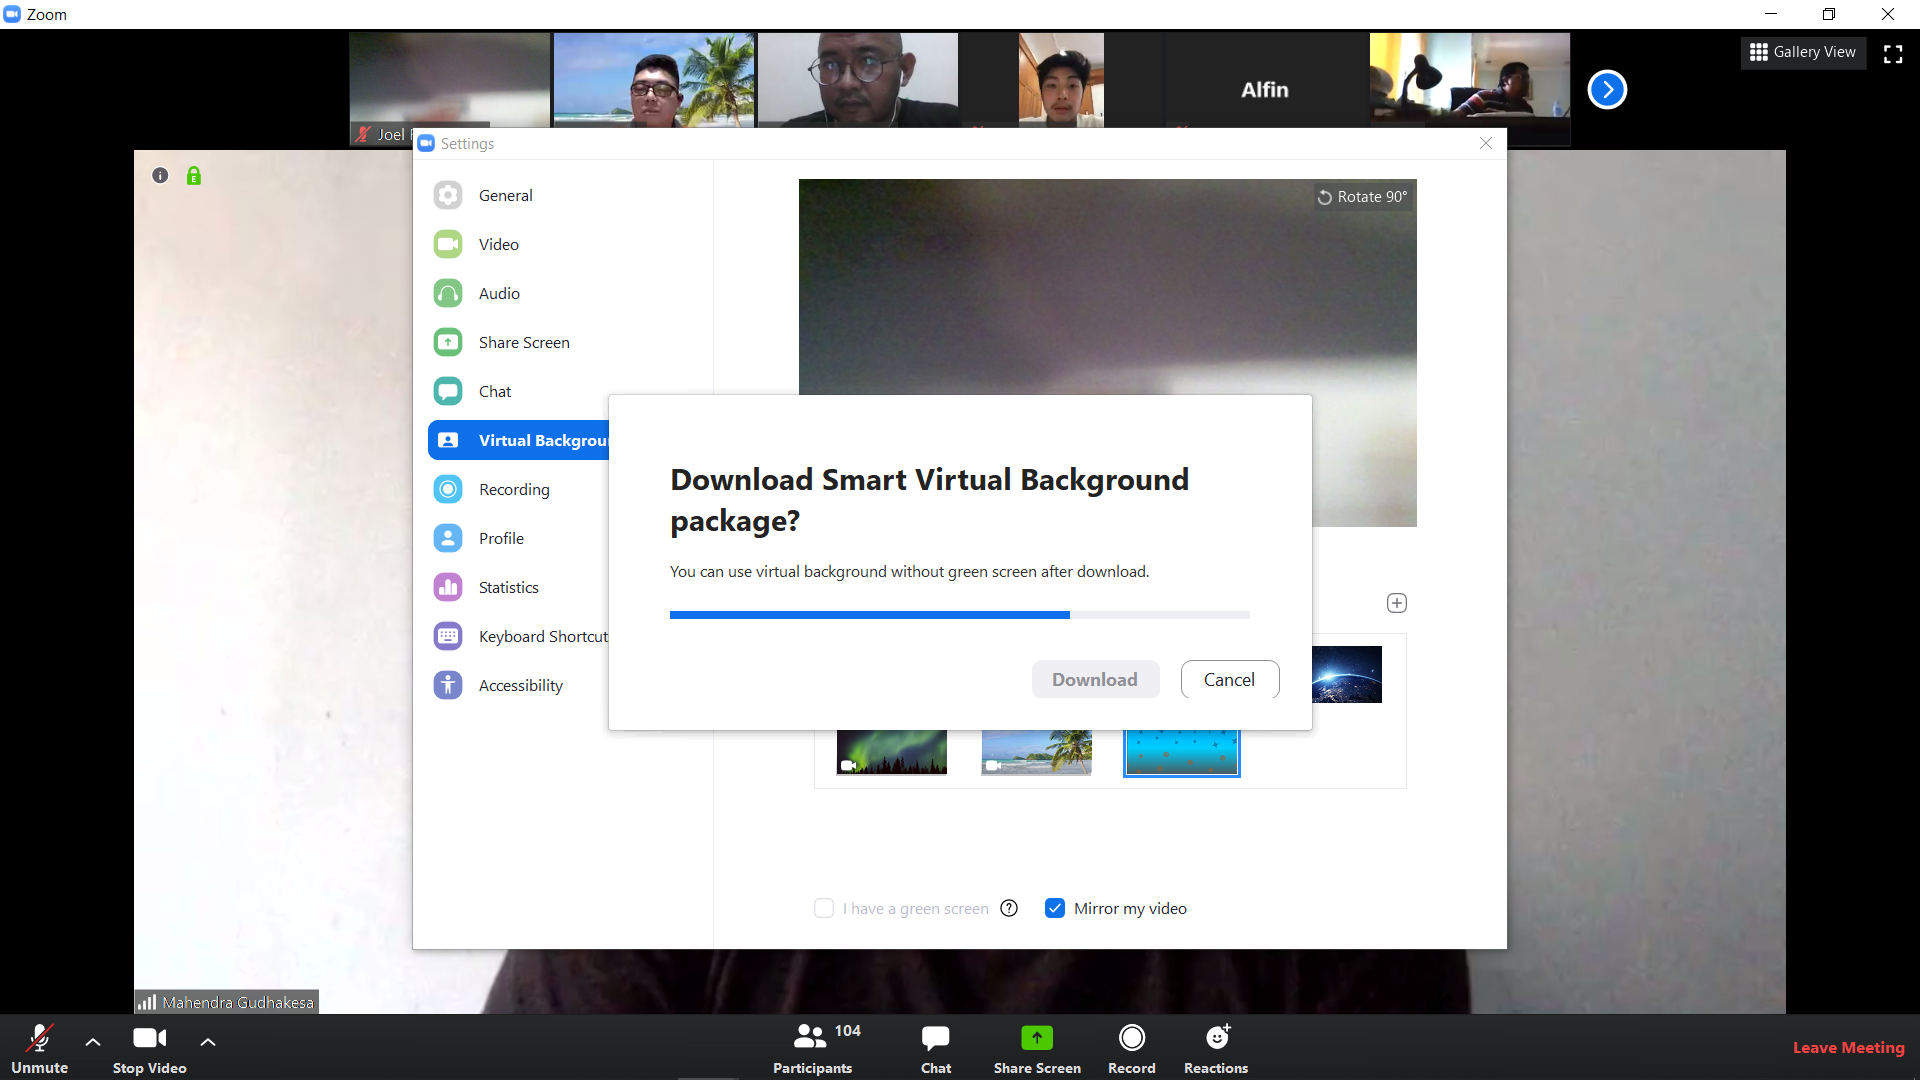 Zoom
Gallery View
Alfin
Joel
Settings
Rotate 90°
General
Video
Audio
Share Screen
Chat
Virtual Backgrou
Recording
Profile
Statistics
Keyboard Shortcut
Accessibility
Download Smart Virtual Background
package?
You can use virtual background without green screen after download.
Download
Cancel
I have a green screen
Mirror my video
Mahendra Gudhakesa
Unmute
Stop Video
104
Participants
Chat
Share Screen
Record
Reactions
Leave Meeting